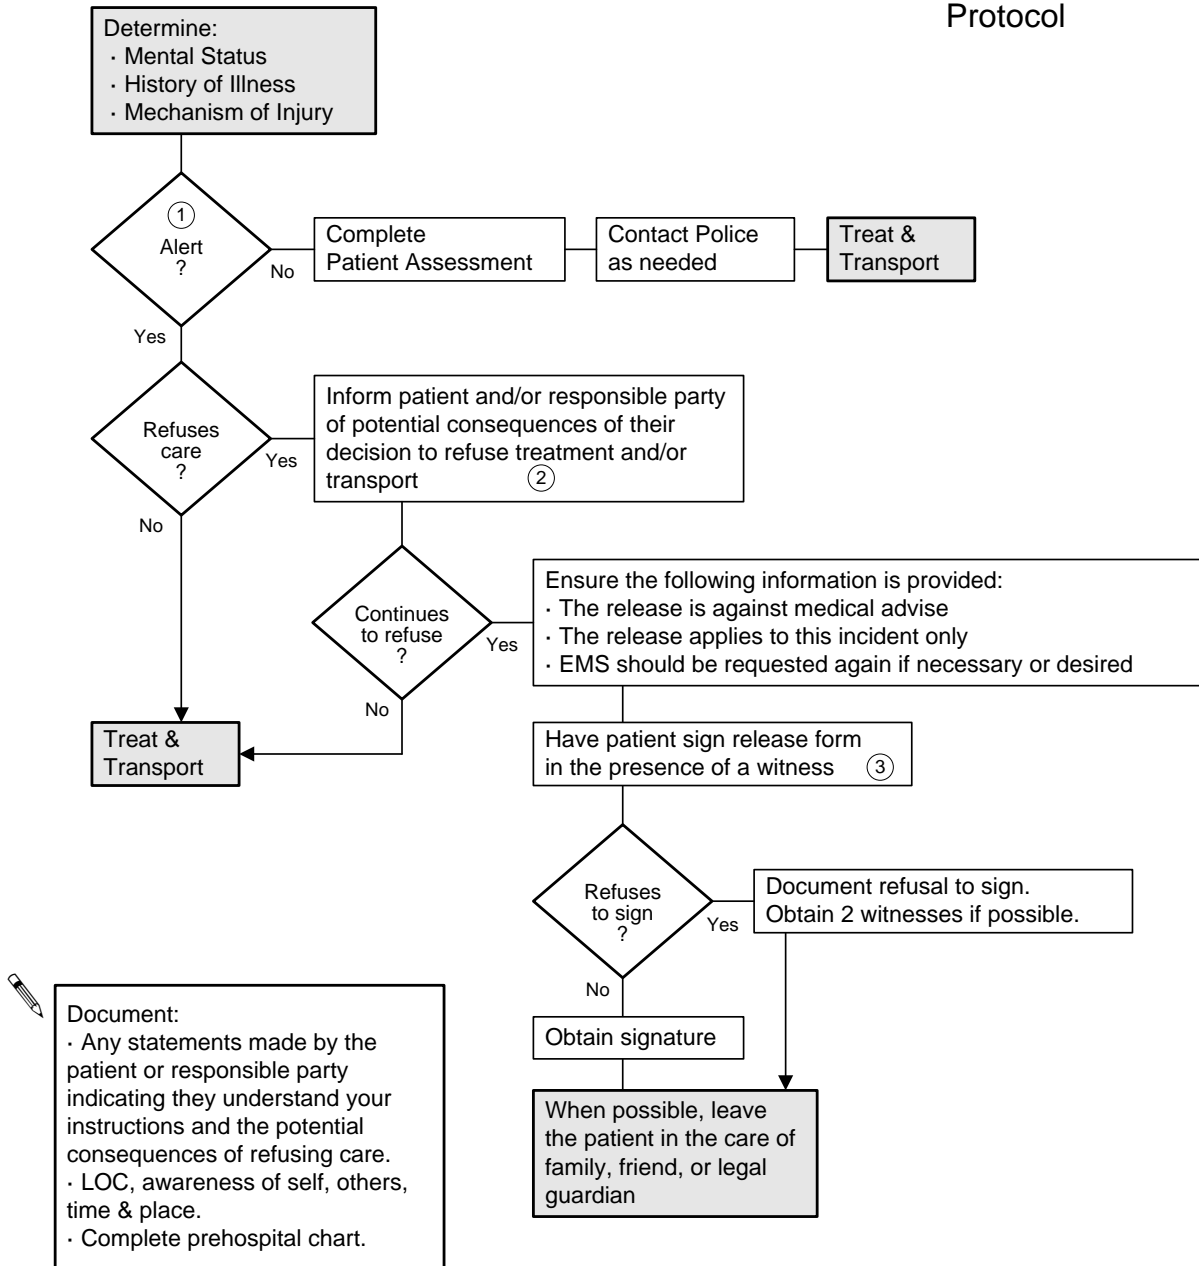 Protocol
Determine:
· Mental Status
· History of Illness
· Mechanism of Injury
1
Alert
?
No
Complete
Patient Assessment
Contact Police
as needed
Treat &
Transport
Yes
Refuses
care
?
Yes
Inform patient and/or responsible party
of potential consequences of their
decision to refuse treatment and/or
transport 2
No
Continues
to refuse
?
Yes
Ensure the following information is provided:
· The release is against medical advise
· The release applies to this incident only
· EMS should be requested again if necessary or desired
No
Treat &
Transport
Have patient sign release form
in the presence of a witness 3
Refuses
to sign
?
Yes
Document refusal to sign.
Obtain 2 witnesses if possible.
No
Obtain signature
When possible, leave
the patient in the care of
family, friend, or legal
guardian
Document:
· Any statements made by the
patient or responsible party
indicating they understand your
instructions and the potential
consequences of refusing care.
· LOC, awareness of self, others,
time & place.
· Complete prehospital chart.